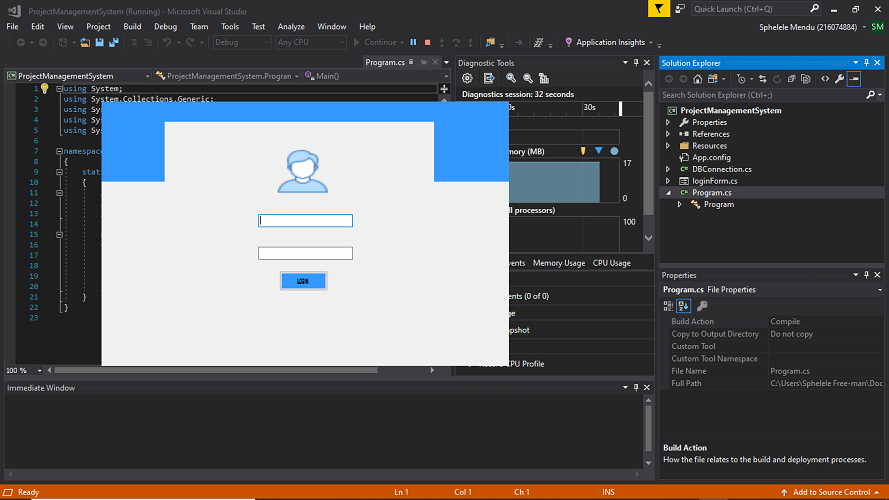 ProjectManagementSystem (Running) - Microsoft Visual Studio
Quick Launch (Ctrl+Q)
File Edit View Project Build Debug Team Tools Test Analyze Window Help
Sphelele Mendu (216074884)
SM
Debug Any CPU Continue Application Insights
Program.cs
ProjectManagementSystem
ProjectManagementSystem.Program
Main()
1 using System;
2 using System.Collections.Generic;
3 using Sys
4 using Sys
5 using Sys
6
7 namespace
8 {
9 stati
10 {
11
12
13
14
15
16
17
18
19
20
21 }
22 }
23
LOGIN
100 %
Diagnostic Tools
Diagnostics session: 32 seconds
0s 30s
mory (MB)
17
0
ll processors)
100
vents Memory Usage CPU Usage
ents (0 of 0)
ge
apshot
CPU Profile
Immediate Window
Solution Explorer
Search Solution Explorer (Ctrl+;)
ProjectManagementSystem
Properties
References
Resources
App.config
DBConnection.cs
loginForm.cs
Program.cs
Program
Properties
Program.cs File Properties
Build Action Compile
Copy to Output Directory Do not copy
Custom Tool
Custom Tool Namespace
File Name Program.cs
Full Path C:\Users\Sphelele Free-man\Doc
Build Action
How the file relates to the build and deployment processes.
Ready Ln 1 Col 1 Ch 1 INS Add to Source Control